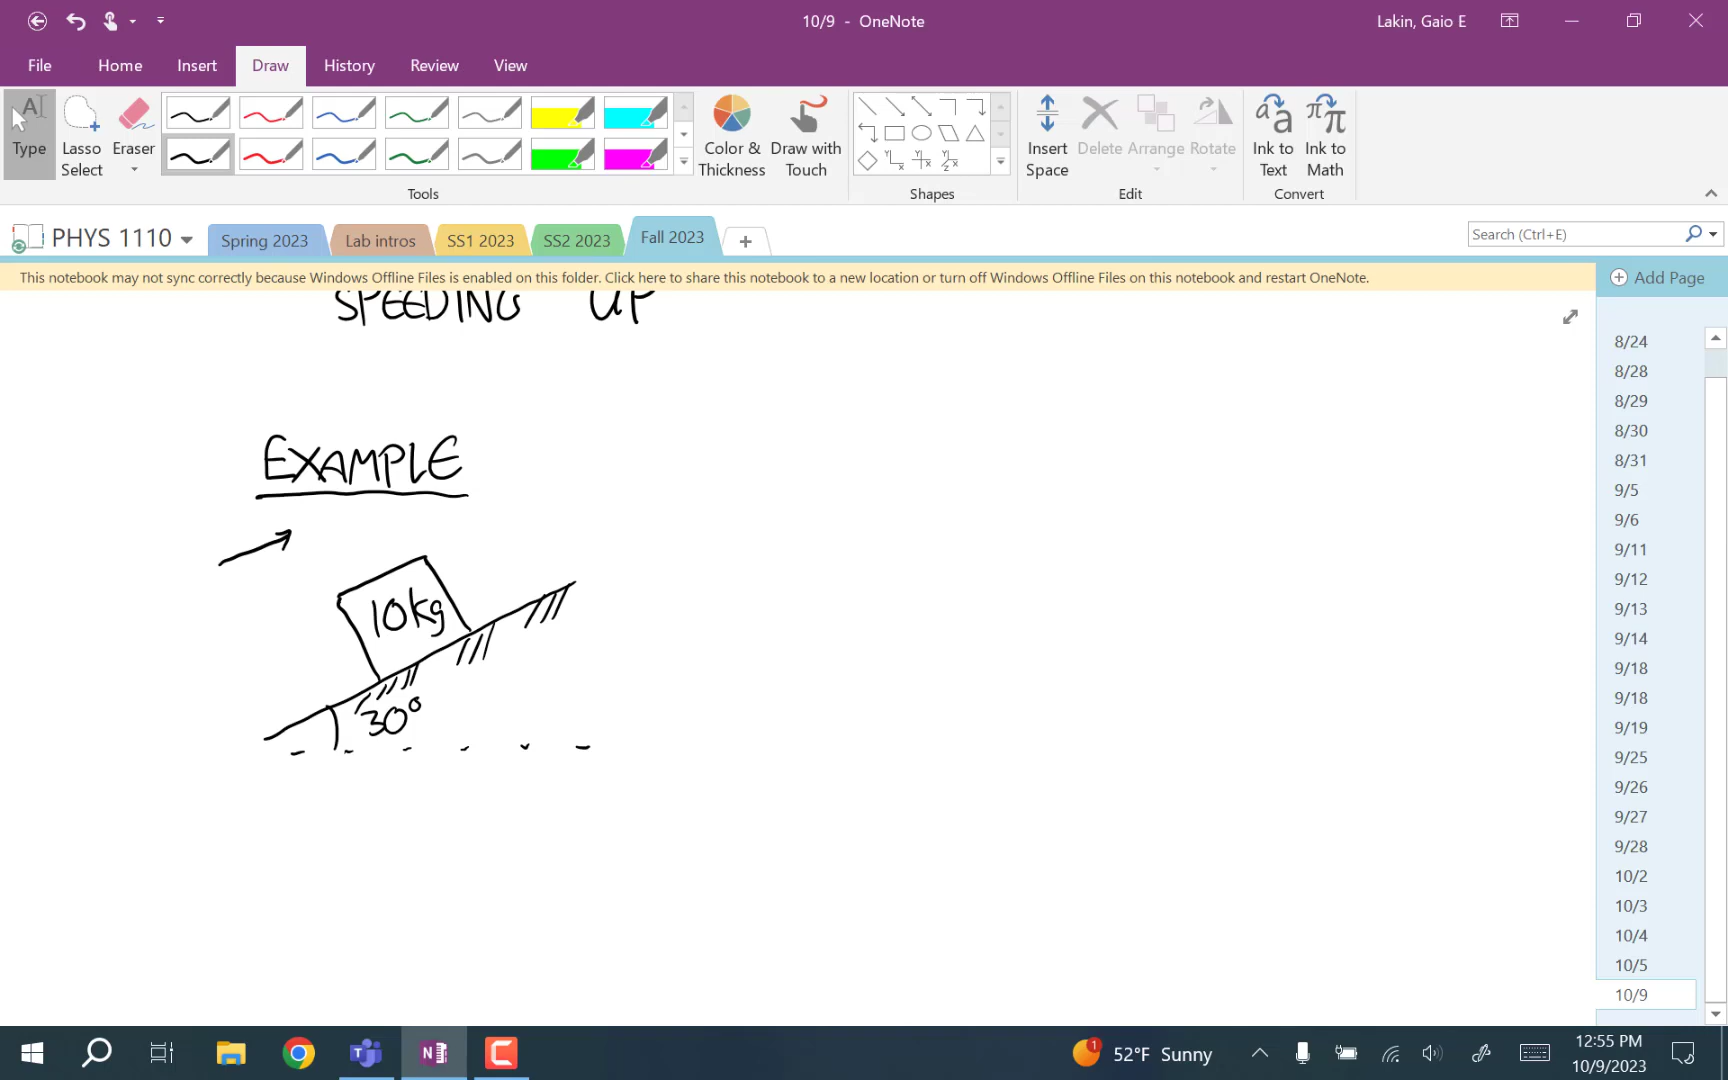 10/9 - OneNote
Lakin, Gaio E
File
Home
Insert
Draw
History
Review
View
Type
Lasso
Select
Eraser
Color &
Thickness
Draw with
Touch
Insert
Space
Delete
Arrange
Rotate
Ink to
Text
Ink to
Math
Tools
Shapes
Edit
Convert
PHYS 1110
Spring 2023
Lab intros
SS1 2023
SS2 2023
Fall 2023
Search (Ctrl+E)
This notebook may not sync correctly because Windows Offline Files is enabled on this folder. Click here to share this notebook to a new location or turn off Windows Offline Files on this notebook and restart OneNote.
Add Page
SPEEDING UP
EXAMPLE
10kg
30°
8/24
8/28
8/29
8/30
8/31
9/5
9/6
9/11
9/12
9/13
9/14
9/18
9/18
9/19
9/25
9/26
9/27
9/28
10/2
10/3
10/4
10/5
10/9
1
52°F Sunny
12:55 PM
10/9/2023